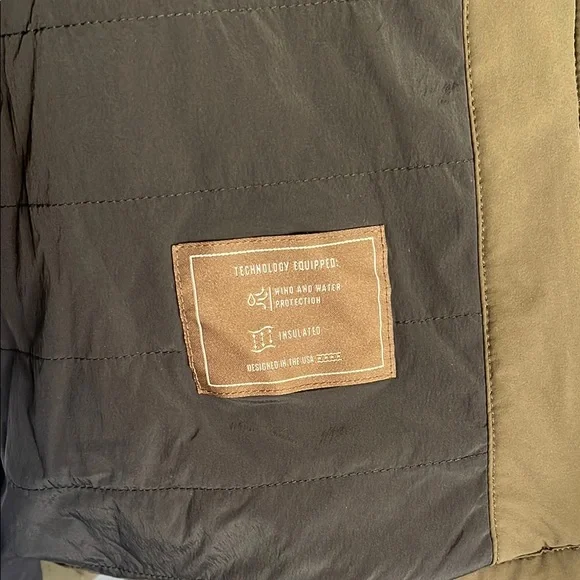 TECHNOLOGY EQUIPPED:
WIND AND WATER
PROTECTION
INSULATED
DESIGNED IN THE USA